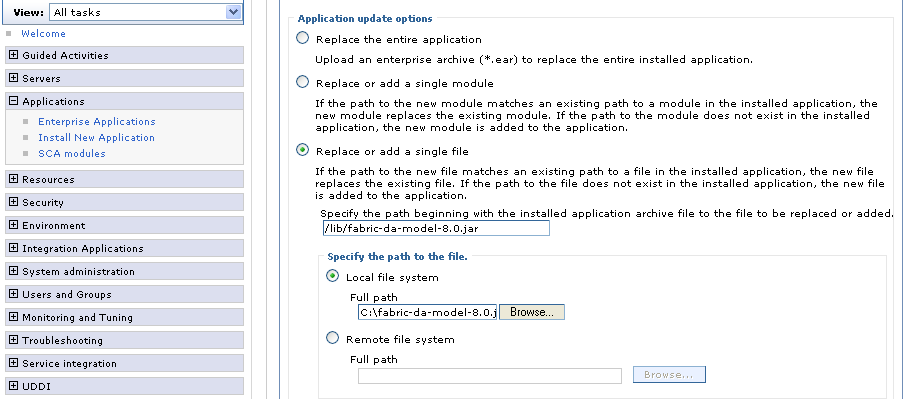 View: All tasks
Welcome
Guided Activities
Servers
Applications
Enterprise Applications
Install New Application
SCA modules
Resources
Security
Environment
Integration Applications
System administration
Users and Groups
Monitoring and Tuning
Troubleshooting
Service integration
UDDI
Application update options
Replace the entire application
Upload an enterprise archive (*.ear) to replace the entire installed application.
Replace or add a single module
If the path to the new module matches an existing path to a module in the installed application, the
new module replaces the existing module. If the path to the module does not exist in the installed
application, the new module is added to the application.
Replace or add a single file
If the path to the new file matches an existing path to a file in the installed application, the new file
replaces the existing file. If the path to the file does not exist in the installed application, the new file
is added to the application.
Specify the path beginning with the installed application archive file to the file to be replaced or added.
/lib/fabric-da-model-8.0.jar
Specify the path to the file.
Local file system
Full path
C:\fabric-da-model-8.0.j Browse...
Remote file system
Full path
Browse...